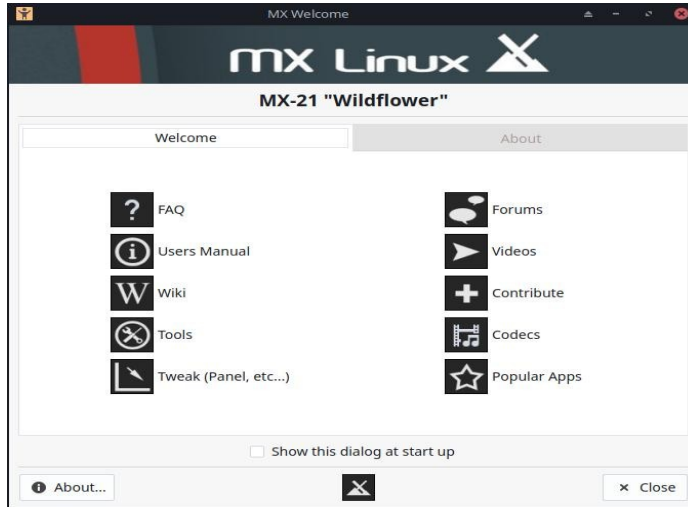 MX Welcome
MX Linux
MX-21 "Wildflower"
Welcome About
? FAQ Forums
Users Manual Videos
W Wiki Contribute
Tools Codecs
Tweak (Panel, etc...) Popular Apps
Show this dialog at start up
About... Close